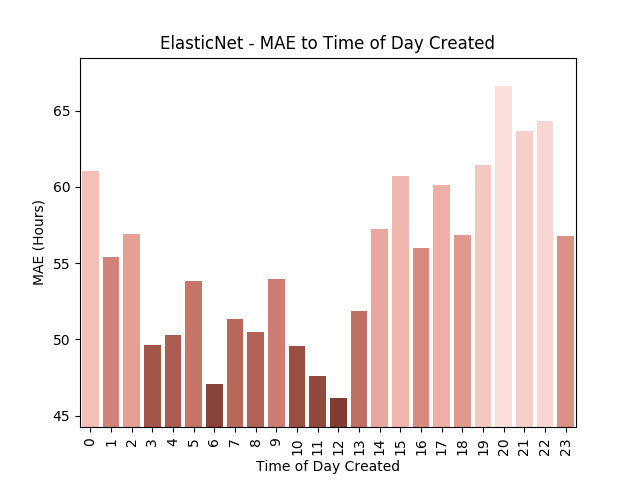 ElasticNet - MAE to Time of Day Created
MAE (Hours)
65
60
55
50
45
0 1 2 3 4 5 6 7 8 9 10 11 12 13 14 15 16 17 18 19 20 21 22 23
Time of Day Created